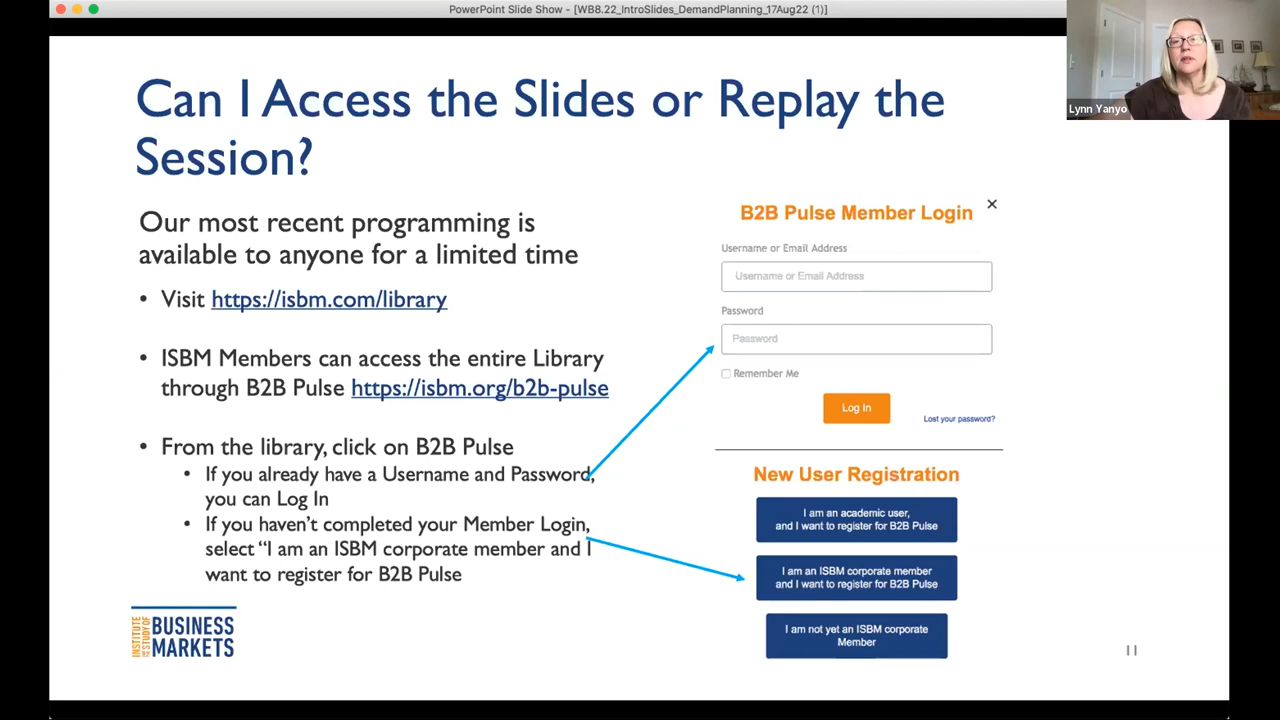 PowerPoint Slide Show - [WB8.22_IntroSlides_DemandPlanning_17Aug22 (1)]
Lynn Yanyo
Can I Access the Slides or Replay the
Session?
Our most recent programming is
available to anyone for a limited time
• Visit https://isbm.com/library
• ISBM Members can access the entire Library
through B2B Pulse https://isbm.org/b2b-pulse
• From the library, click on B2B Pulse
• If you already have a Username and Password,
you can Log In
• If you haven't completed your Member Login,
select “I am an ISBM corporate member and I
want to register for B2B Pulse
B2B Pulse Member Login
Username or Email Address
Username or Email Address
Password
Password
Remember Me
Log In
Lost your password?
New User Registration
I am an academic user,
and I want to register for B2B Pulse
I am an ISBM corporate member
and I want to register for B2B Pulse
I am not yet an ISBM corporate
Member
INSTITUTE
FOR THE
STUDY OF
BUSINESS
MARKETS
11